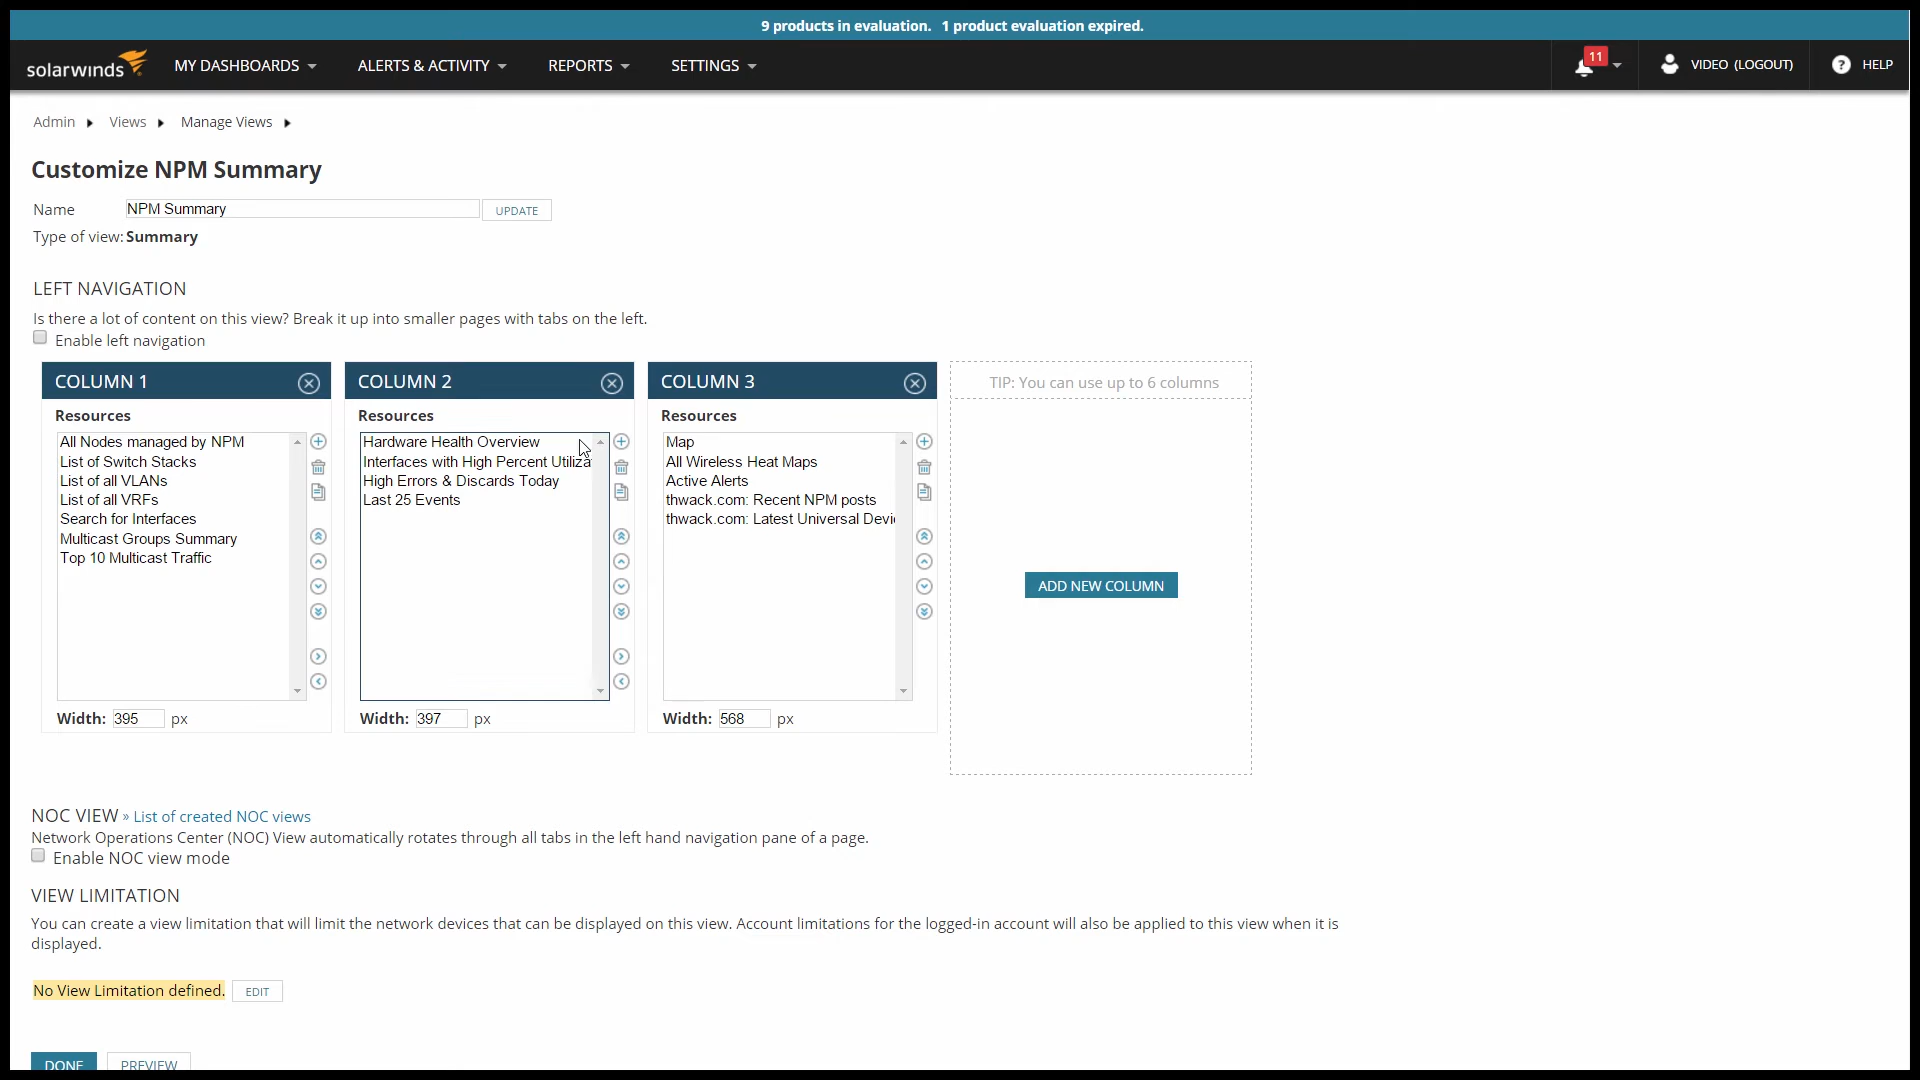 9 products in evaluation. 1 product evaluation expired.
solarwinds MY DASHBOARDS ALERTS & ACTIVITY REPORTS SETTINGS 11 VIDEO (LOGOUT) ? HELP
Admin Views Manage Views
Customize NPM Summary
Name NPM Summary UPDATE
Type of view: Summary
LEFT NAVIGATION
Is there a lot of content on this view? Break it up into smaller pages with tabs on the left.
Enable left navigation
COLUMN 1
Resources
All Nodes managed by NPM
List of Switch Stacks
List of all VLANs
List of all VRFs
Search for Interfaces
Multicast Groups Summary
Top 10 Multicast Traffic
Width: 395 px
COLUMN 2
Resources
Hardware Health Overview
Interfaces with High Percent Utiliza
High Errors & Discards Today
Last 25 Events
Width: 397 px
COLUMN 3
Resources
Map
All Wireless Heat Maps
Active Alerts
thwack.com: Recent NPM posts
thwack.com: Latest Universal Devi
Width: 568 px
TIP: You can use up to 6 columns
ADD NEW COLUMN
NOC VIEW » List of created NOC views
Network Operations Center (NOC) View automatically rotates through all tabs in the left hand navigation pane of a page.
Enable NOC view mode
VIEW LIMITATION
You can create a view limitation that will limit the network devices that can be displayed on this view. Account limitations for the logged-in account will also be applied to this view when it is
displayed.
No View Limitation defined. EDIT
DONE PREVIEW